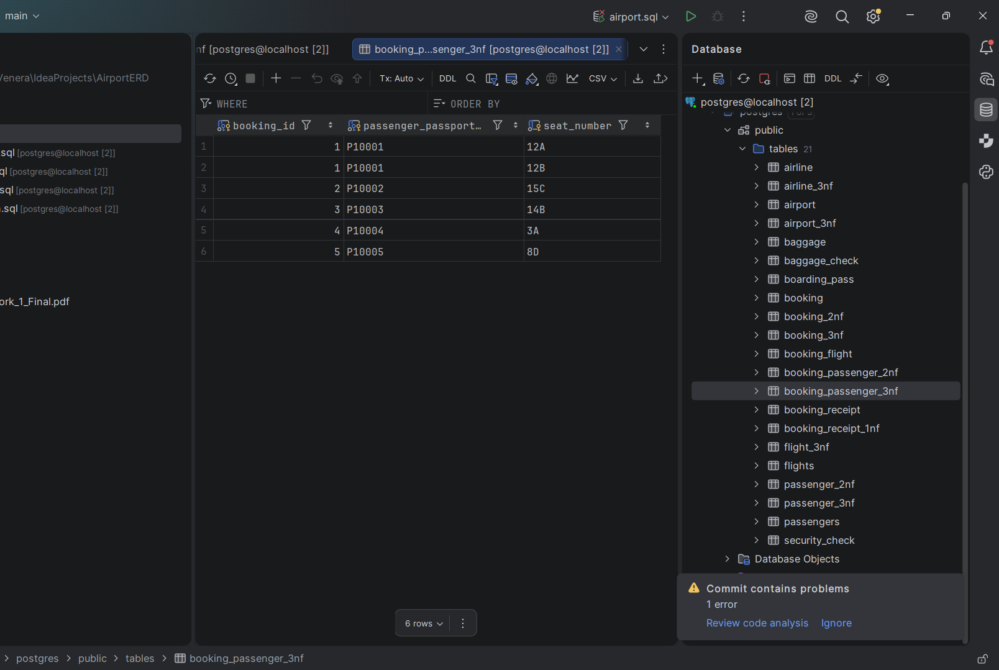 main
airport.sql
/enera\IdeaProjects\AirportERD
sql [postgres@localhost [2]]
ql [postgres@localhost [2]]
.sql [postgres@localhost [2]]
.sql [postgres@localhost [2]]
ork_1_Final.pdf
nf [postgres@localhost [2]]
booking_p...senger_3nf [postgres@localhost [2]]
Tx: Auto
DDL
CSV
WHERE
ORDER BY
booking_id
passenger_passport…
seat_number
1 1 P10001 12A
2 1 P10001 12B
3 2 P10002 15C
4 3 P10003 14B
5 4 P10004 3A
6 5 P10005 8D
6 rows
Database
DDL
postgres@localhost [2]
postgres
public
tables 21
airline
airline_3nf
airport
airport_3nf
baggage
baggage_check
boarding_pass
booking
booking_2nf
booking_3nf
booking_flight
booking_passenger_2nf
booking_passenger_3nf
booking_receipt
booking_receipt_1nf
flight_3nf
flights
passenger_2nf
passenger_3nf
passengers
security_check
Database Objects
Commit contains problems
1 error
Review code analysis Ignore
postgres > public > tables > booking_passenger_3nf